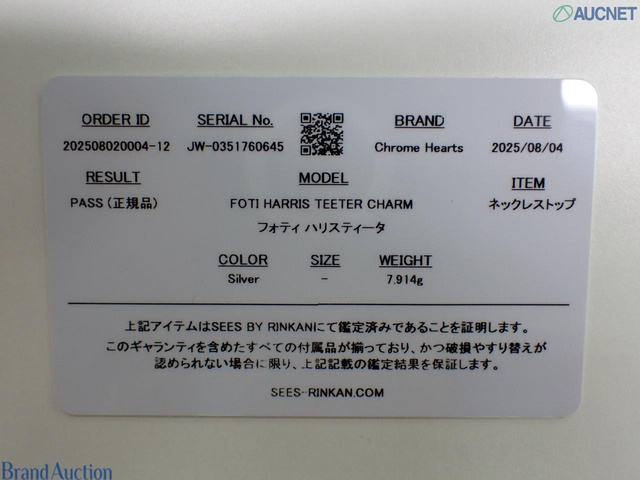 AUCNET
ORDER ID SERIAL No. BRAND DATE
202508020004-12 JW-0351760645 Chrome Hearts 2025/08/04
RESULT MODEL ITEM
PASS (正規品) FOTI HARRIS TEETER CHARM ネックレストップ
フォティ ハリスティータ
COLOR SIZE WEIGHT
Silver - 7.914g
上記アイテムはSEES BY RINKANにて鑑定済みであることを証明します。
このギャランティを含めたすべての付属品が揃っており、かつ破損やすり替えが
認められない場合に限り、上記記載の鑑定結果を保証します。
SEES-RINKAN.COM
Brand Auction